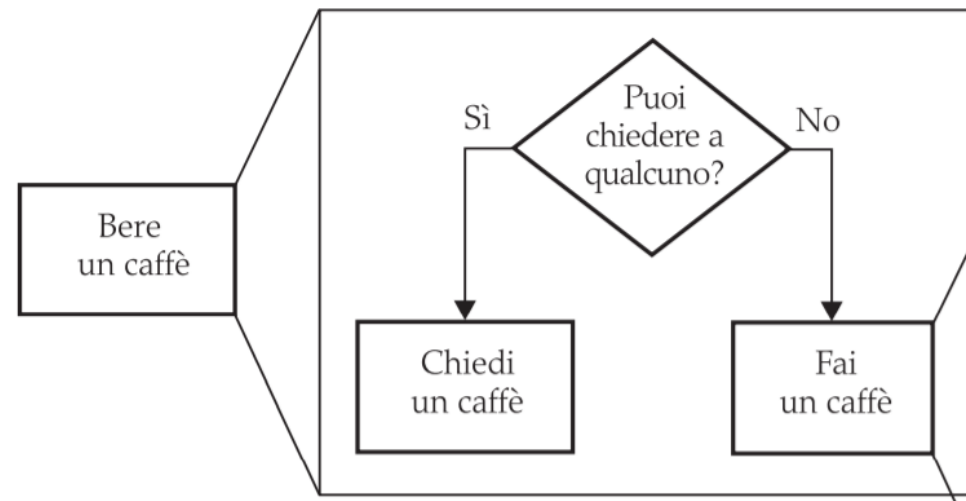 Bere
un caffè
Sì
Puoi
chiedere a
qualcuno?
No
Chiedi
un caffè
Fai
un caffè